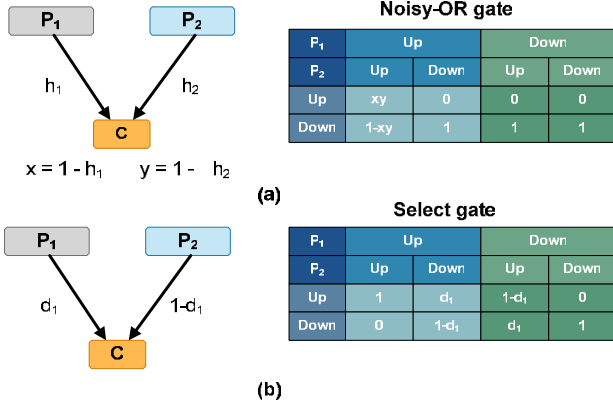 Noisy-OR gate
P₁ P₂
h₁ h₂
C
x = 1 - h₁ y = 1 - h₂
P₁ Up Down
P₂ Up Down Up Down
Up xy 0 0 0
Down 1-xy 1 1 1
(a)
Select gate
P₁ P₂
d₁ 1-d₁
C
P₁ Up Down
P₂ Up Down Up Down
Up 1 d₁ 1-d₁ 0
Down 0 1-d₁ d₁ 1
(b)